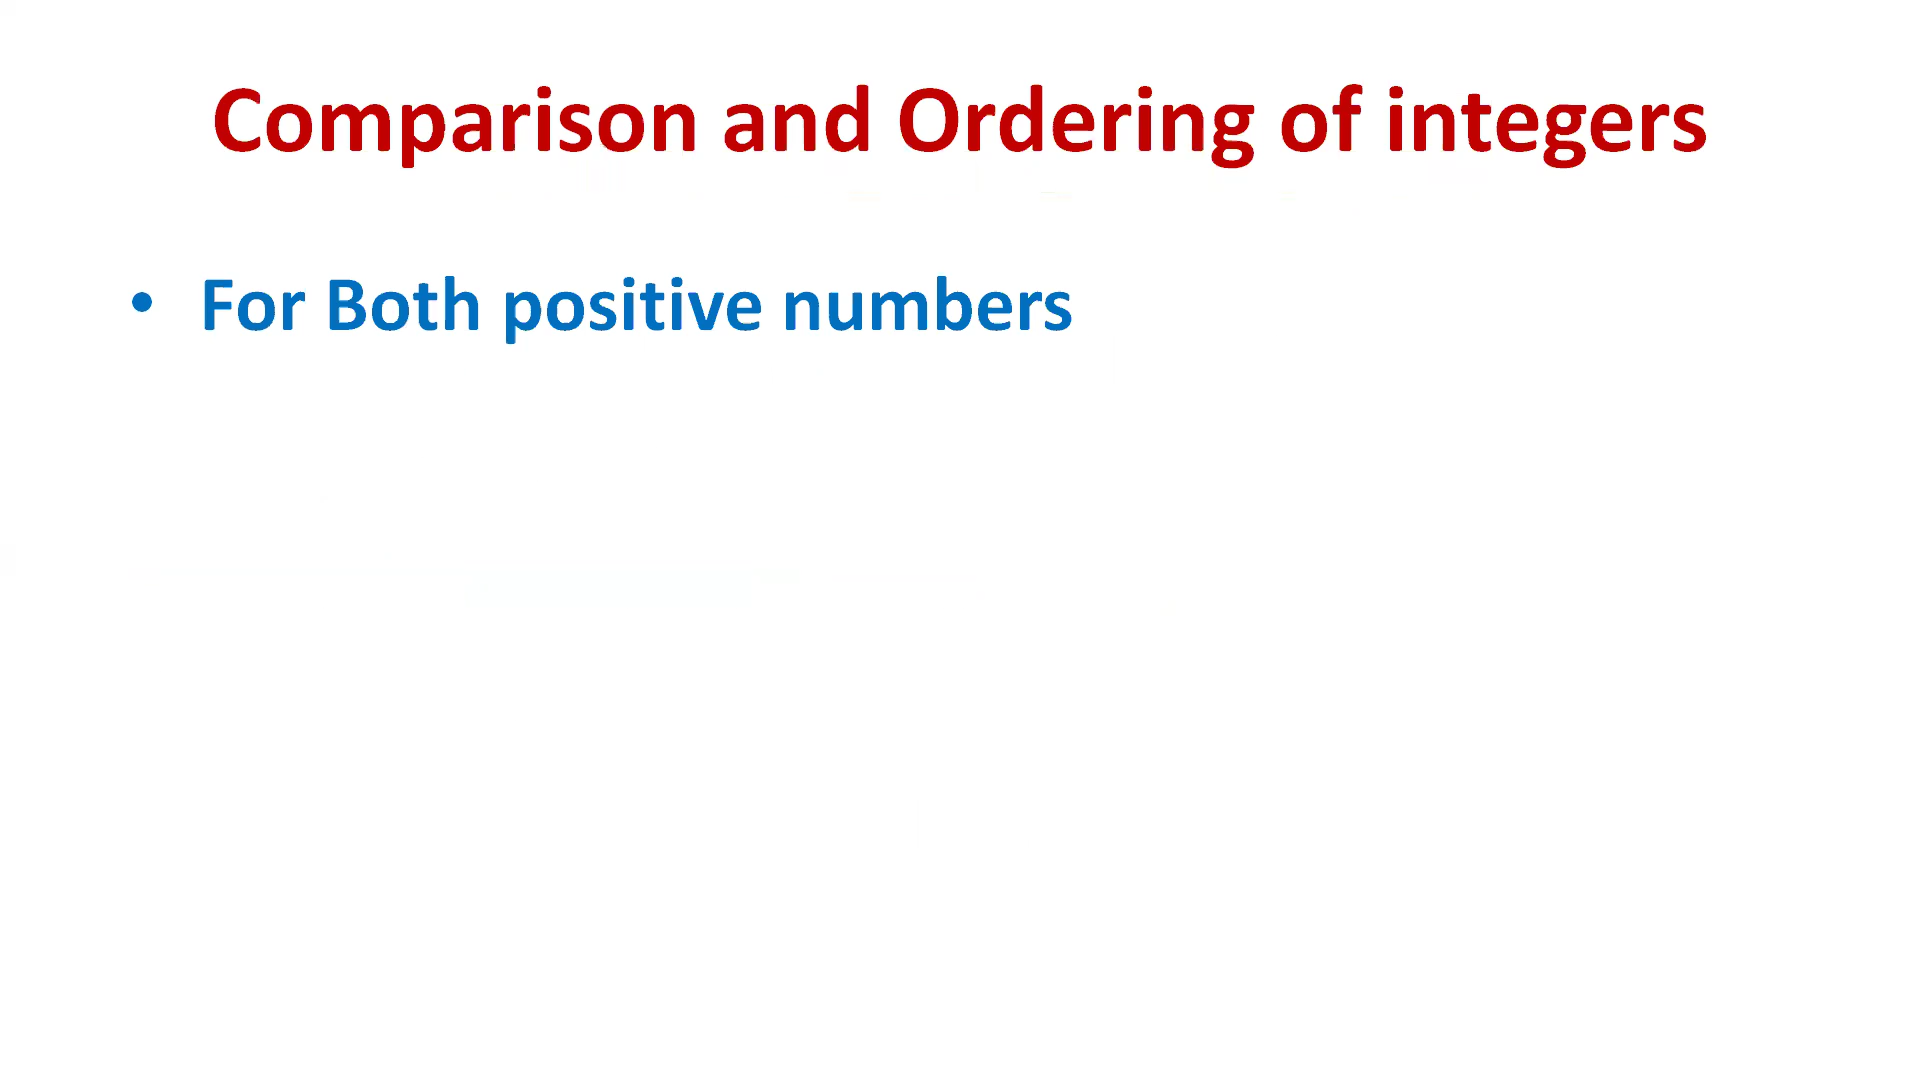 Comparison and Ordering of integers
• For Both positive numbers